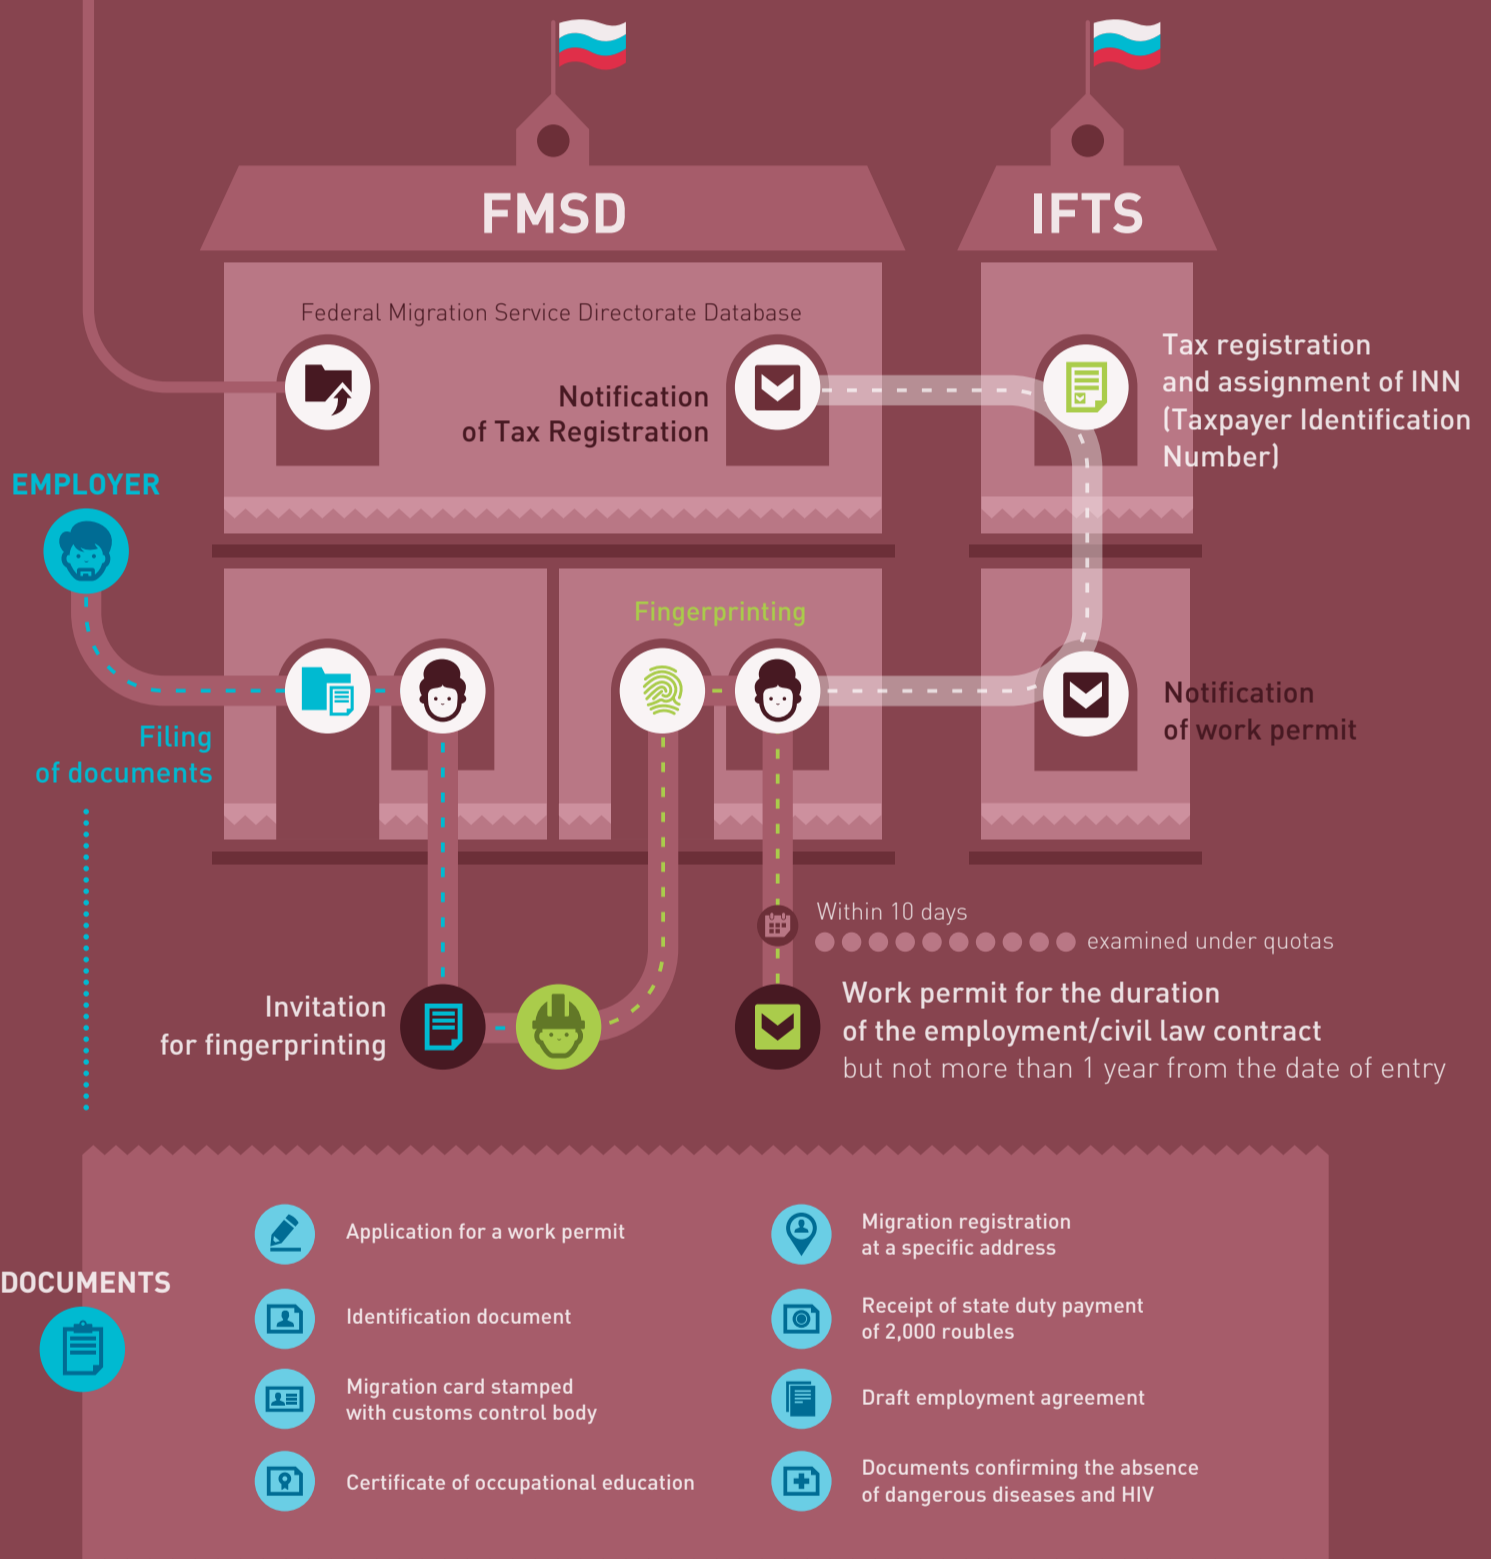 FMSD
IFTS
Federal Migration Service Directorate Database
Notification
of Tax Registration
Tax registration
and assignment of INN
(Taxpayer Identification
Number)
EMPLOYER
Fingerprinting
Filing
of documents
Notification
of work permit
Within 10 days
examined under quotas
Invitation
for fingerprinting
Work permit for the duration
of the employment/civil law contract
but not more than 1 year from the date of entry
DOCUMENTS
Application for a work permit
Identification document
Migration card stamped
with customs control body
Certificate of occupational education
Migration registration
at a specific address
Receipt of state duty payment
of 2,000 roubles
Draft employment agreement
Documents confirming the absence
of dangerous diseases and HIV